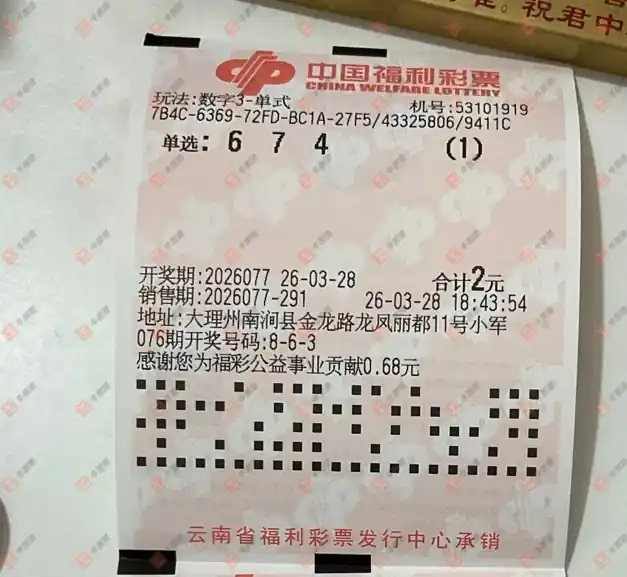 祝君中
中国福利彩票
CHINA WELFARE LOTTERY
玩法:数字3-单式 机号:53101919
7B4C-6369-72FD-BC1A-27F5/43325806/9411C
单选: 6 7 4 (1)
开奖期:2026077 26-03-28 合计2元
销售期:2026077-291 26-03-28 18:43:54
地址:大理州南涧县金龙路龙凤丽都11号小军
076期开奖号码:8-6-3
感谢您为福彩公益事业贡献0.68元
云南省福利彩票发行中心承销